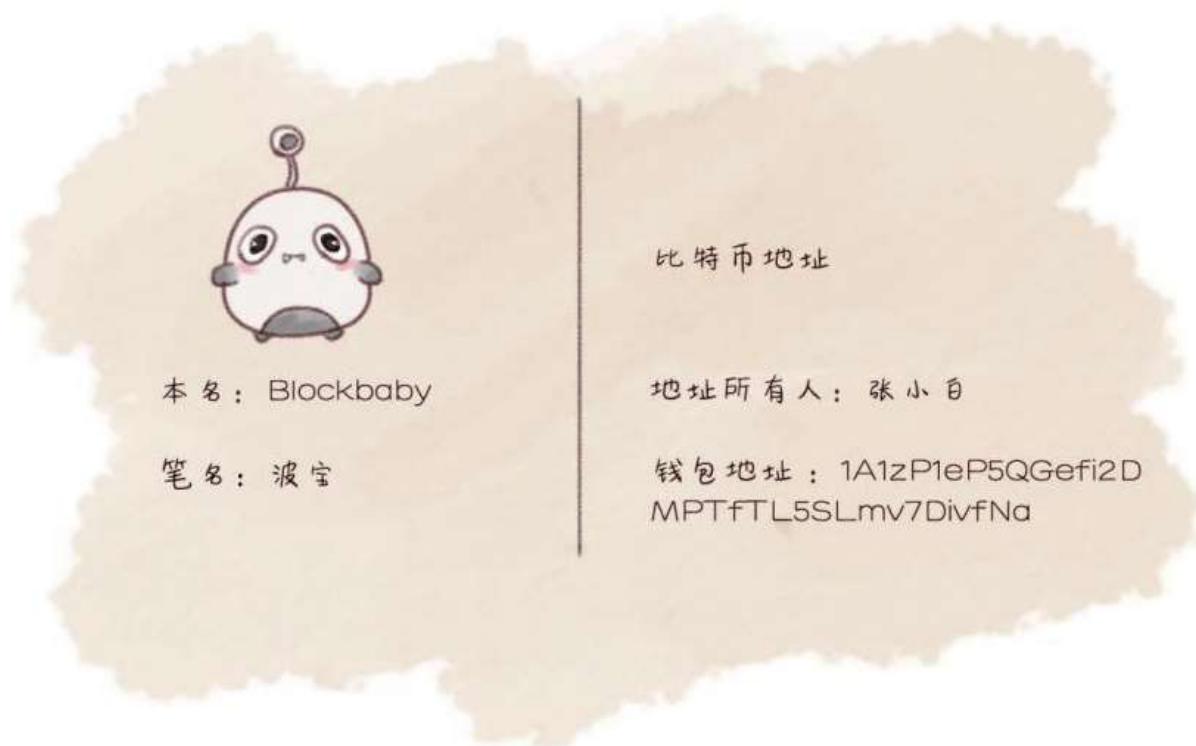 本名：Blockbaby
笔名：波宝
比特币地址
地址所有人：张小白
钱包地址：1A1zP1eP5QGefi2D
MPTfTL5SLmv7DivfNa